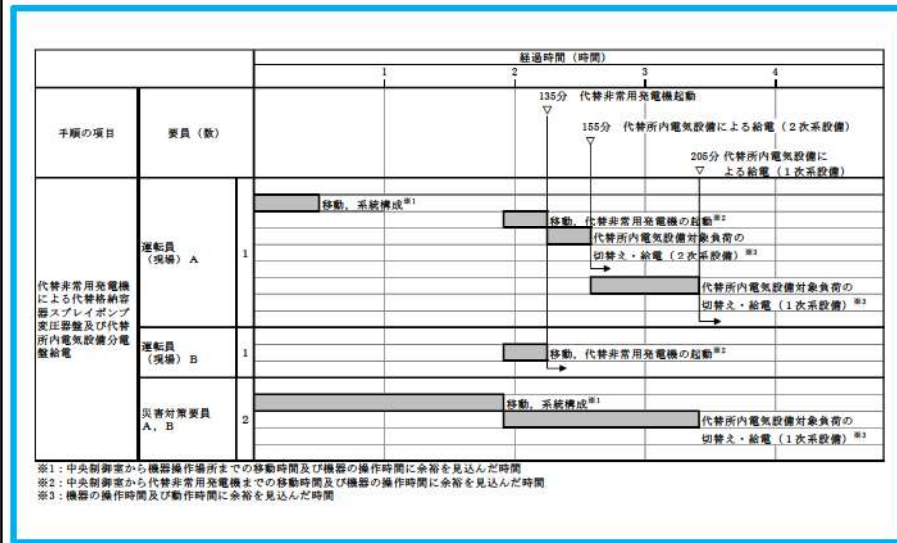 経過時間（時間）
1
2
3
4
手順の項目
要員（数）
135分 代替非常用発電機起動
▽
155分 代替所内電気設備による給電（2次系設備）
▽
205分 代替所内電気設備に
▽ よる給電（1次系設備）
代替非常用発電機
による代替格納容
器スプレイポンプ
変圧器盤及び代替
所内電気設備分電
盤給電
運転員
（現場）A
1
移動，系統構成※1
移動，代替非常用発電機の起動※2
代替所内電気設備対象負荷の
切替え・給電（2次系設備）※3
代替所内電気設備対象負荷の
切替え・給電（1次系設備）※3
運転員
（現場）B
1
移動，代替非常用発電機の起動※2
災害対策要員
A，B
2
移動，系統構成※1
代替所内電気設備対象負荷の
切替え・給電（1次系設備）※3
※1：中央制御室から機器操作場所までの移動時間及び機器の操作時間に余裕を見込んだ時間
※2：中央制御室から代替非常用発電機までの移動時間及び機器の操作時間に余裕を見込んだ時間
※3：機器の操作時間及び動作時間に余裕を見込んだ時間